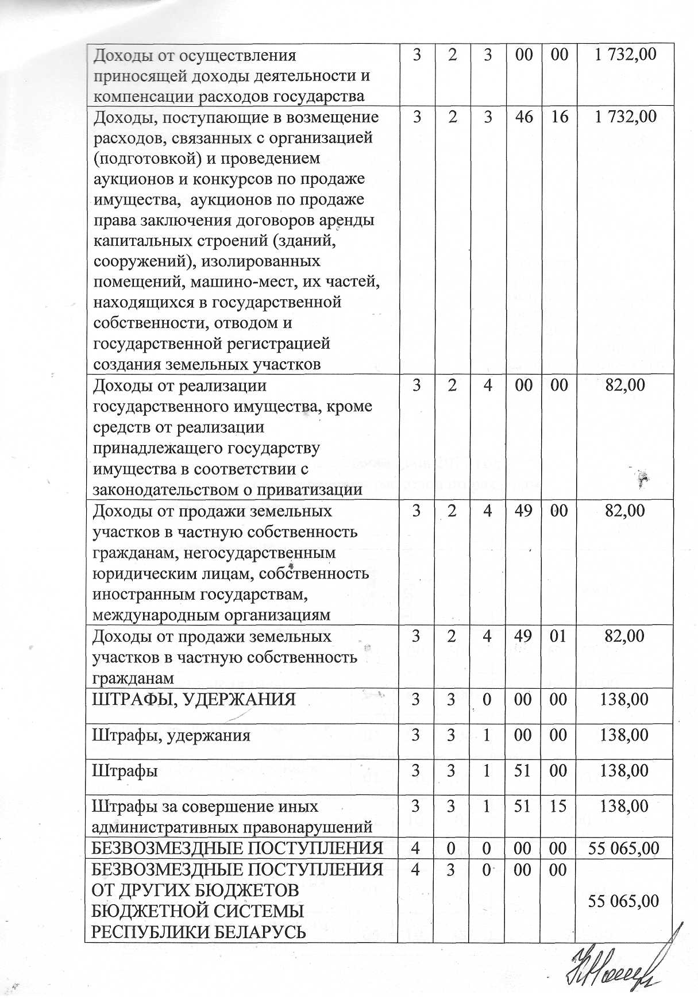 Доходы от осуществления 3 2 3 00 00 1 732,00
приносящей доходы деятельности и
компенсации расходов государства
Доходы, поступающие в возмещение 3 2 3 46 16 1 732,00
расходов, связанных с организацией
(подготовкой) и проведением
аукционов и конкурсов по продаже
имущества, аукционов по продаже
права заключения договоров аренды
капитальных строений (зданий,
сооружений), изолированных
помещений, машино-мест, их частей,
находящихся в государственной
собственности, отводом и
государственной регистрацией
создания земельных участков
Доходы от реализации 3 2 4 00 00 82,00
государственного имущества, кроме
средств от реализации
принадлежащего государству
имущества в соответствии с
законодательством о приватизации
Доходы от продажи земельных 3 2 4 49 00 82,00
участков в частную собственность
гражданам, негосударственным
юридическим лицам, собственность
иностранным государствам,
международным организациям
Доходы от продажи земельных 3 2 4 49 01 82,00
участков в частную собственность
гражданам
ШТРАФЫ, УДЕРЖАНИЯ 3 3 0 00 00 138,00
Штрафы, удержания 3 3 1 00 00 138,00
Штрафы 3 3 1 51 00 138,00
Штрафы за совершение иных 3 3 1 51 15 138,00
административных правонарушений
БЕЗВОЗМЕЗДНЫЕ ПОСТУПЛЕНИЯ 4 0 0 00 00 55 065,00
БЕЗВОЗМЕЗДНЫЕ ПОСТУПЛЕНИЯ 4 3 0 00 00
ОТ ДРУГИХ БЮДЖЕТОВ
БЮДЖЕТНОЙ СИСТЕМЫ 55 065,00
РЕСПУБЛИКИ БЕЛАРУСЬ